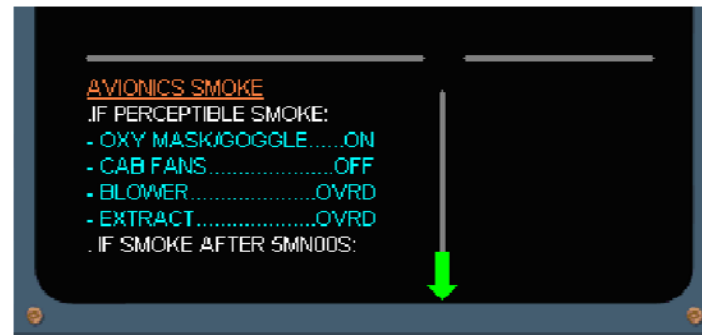 AVIONICS SMOKE
.IF PERCEPTIBLE SMOKE:
- OXY MASK/GOGGLE......ON
- CAB FANS.....................OFF
- BLOWER.....................OVRD
- EXTRACT....................OVRD
. IF SMOKE AFTER 5MN00S: